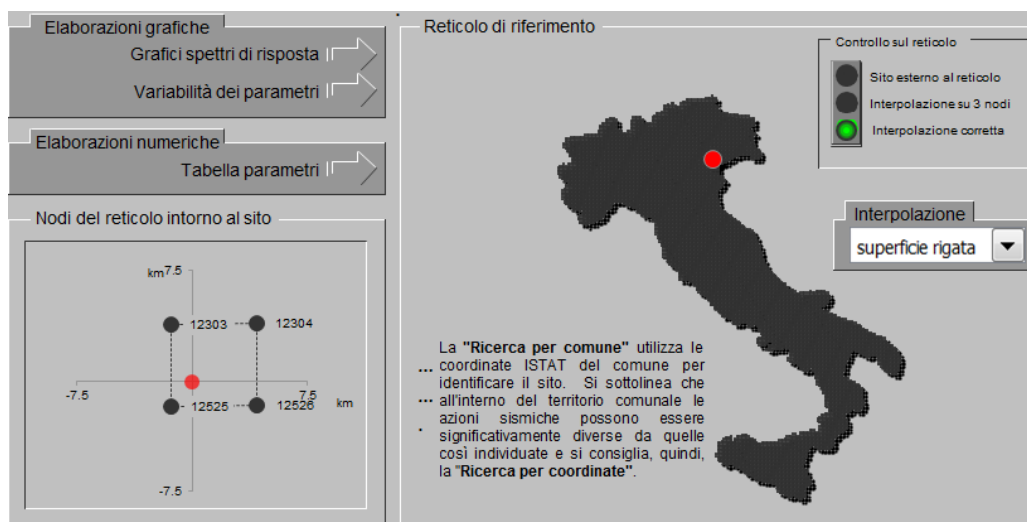 Elaborazioni grafiche
Grafici spettri di risposta
Variabilità dei parametri
Elaborazioni numeriche
Tabella parametri
Nodi del reticolo intorno al sito
km 7.5
12303
12304
-7.5
7.5 km
12525
12526
-7.5
Reticolo di riferimento
Controllo sul reticolo
Sito esterno al reticolo
Interpolazione su 3 nodi
Interpolazione corretta
Interpolazione
superficie rigata
La "Ricerca per comune" utilizza le
... coordinate ISTAT del comune per
identificare il sito. Si sottolinea che
... all'interno del territorio comunale le
azioni sismiche possono essere
. significativamente diverse da quelle
così individuate e si consiglia, quindi,
la "Ricerca per coordinate".